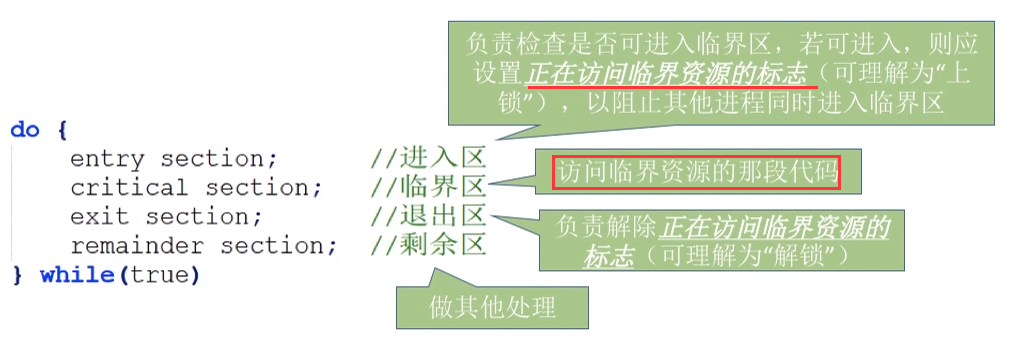 负责检查是否可进入临界区，若可进入，则应
设置正在访问临界资源的标志（可理解为“上
锁”），以阻止其他进程同时进入临界区
do {
entry section; //进入区
critical section; //临界区
exit section; //退出区
remainder section; //剩余区
} while(true)
访问临界资源的那段代码
负责解除正在访问临界资源的
标志（可理解为“解锁”）
做其他处理